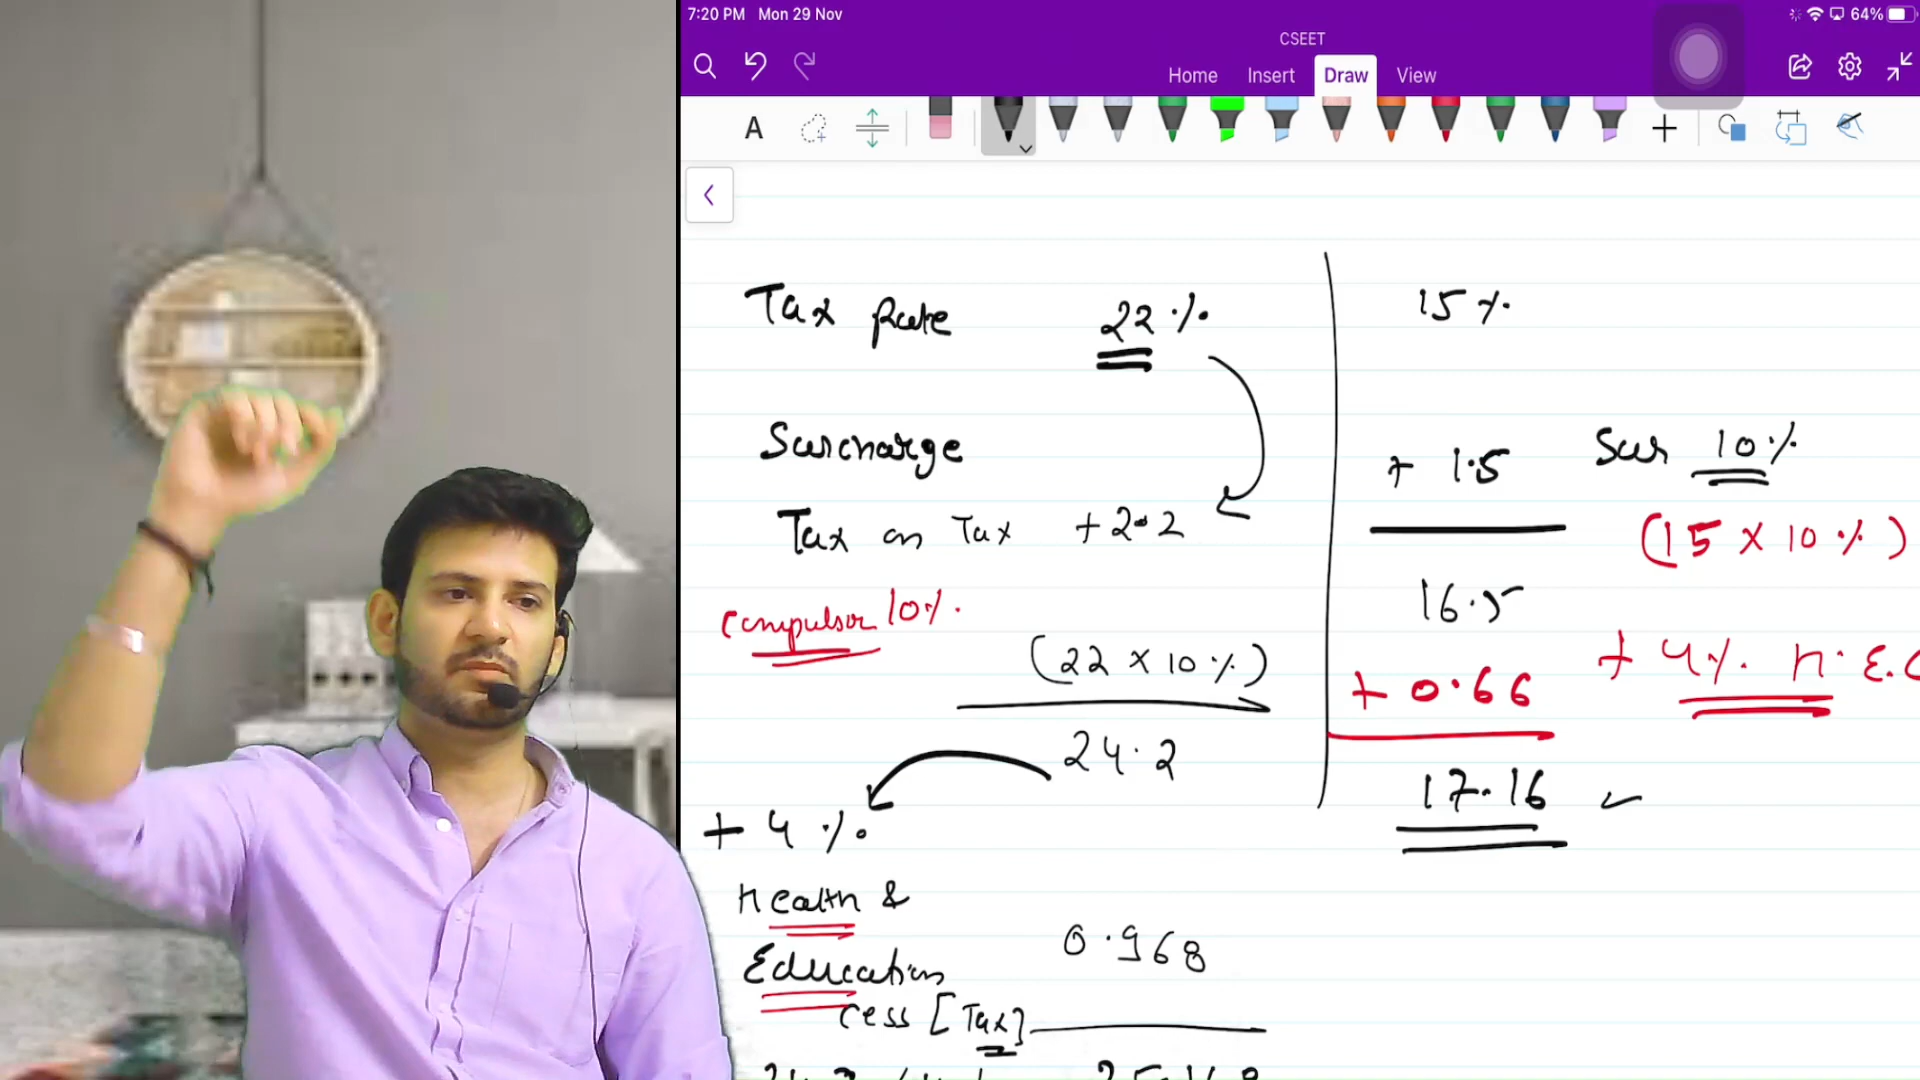 7:20 PM Mon 29 Nov
64%
CSEET
Home Insert Draw View
A
Tax Rate 22%
Surcharge
Tax on Tax +2.2
Compulsor 10%.
(22 X 10%)
24.2
+ 4%
Health &
Education
cess [Tax]
0.968
15%
+ 1.5 Sur 10%
(15 X 10%)
16.5
+ 4%. H.E.C
+ 0.66
17.16